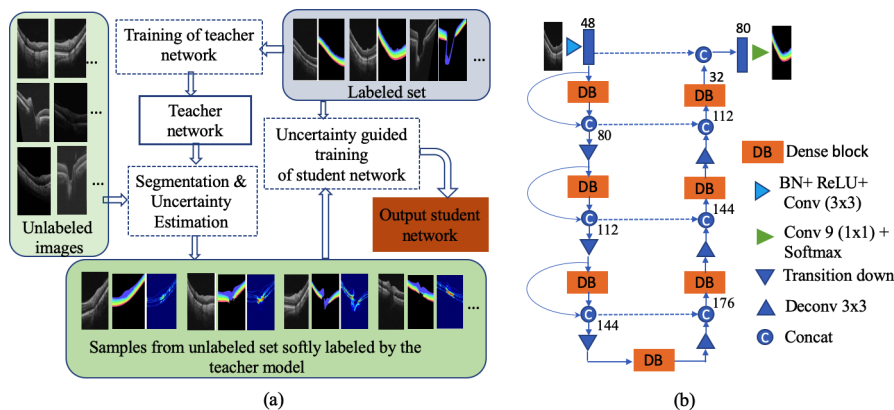 Training of teacher
network
...
...
...
Unlabeled
images
Teacher
network
Segmentation &
Uncertainty
Estimation
...
Labeled set
Uncertainty guided
training
of student network
Output student
network
...
Samples from unlabeled set softly labeled by the
teacher model
(a)
48
80
C
32
DB
DB
C
80
C
112
DB
DB
C
112
C
144
DB
DB
C
144
C
176
DB
DB
Dense block
BN+ ReLU+
Conv (3x3)
Conv 9 (1x1) +
Softmax
Transition down
Deconv 3x3
C
Concat
(b)